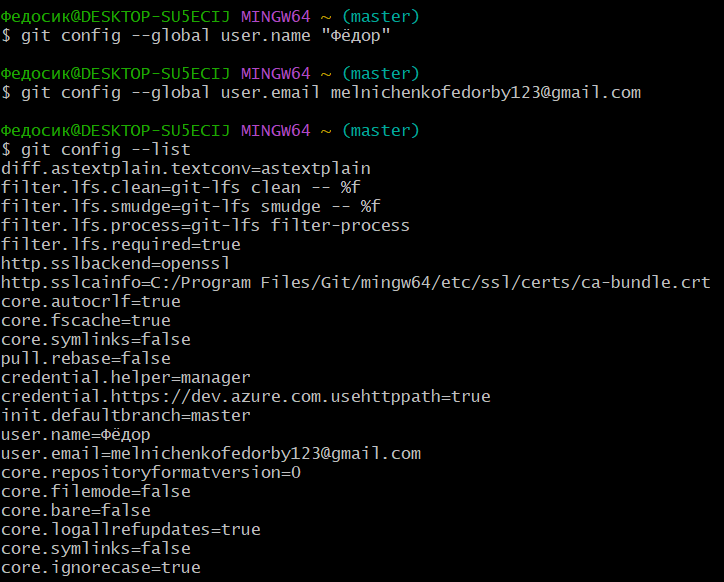 Федосик@DESKTOP-SU5ECIJ MINGW64 ~ (master)
$ git config --global user.name "Фёдор"
Федосик@DESKTOP-SU5ECIJ MINGW64 ~ (master)
$ git config --global user.email melnichenkofedorby123@gmail.com
Федосик@DESKTOP-SU5ECIJ MINGW64 ~ (master)
$ git config --list
diff.astextplain.textconv=astextplain
filter.lfs.clean=git-lfs clean -- %f
filter.lfs.smudge=git-lfs smudge -- %f
filter.lfs.process=git-lfs filter-process
filter.lfs.required=true
http.sslbackend=openssl
http.sslcainfo=C:/Program Files/Git/mingw64/etc/ssl/certs/ca-bundle.crt
core.autocrlf=true
core.fscache=true
core.symlinks=false
pull.rebase=false
credential.helper=manager
credential.https://dev.azure.com.usehttppath=true
init.defaultbranch=master
user.name=Фёдор
user.email=melnichenkofedorby123@gmail.com
core.repositoryformatversion=0
core.filemode=false
core.bare=false
core.logallrefupdates=true
core.symlinks=false
core.ignorecase=true